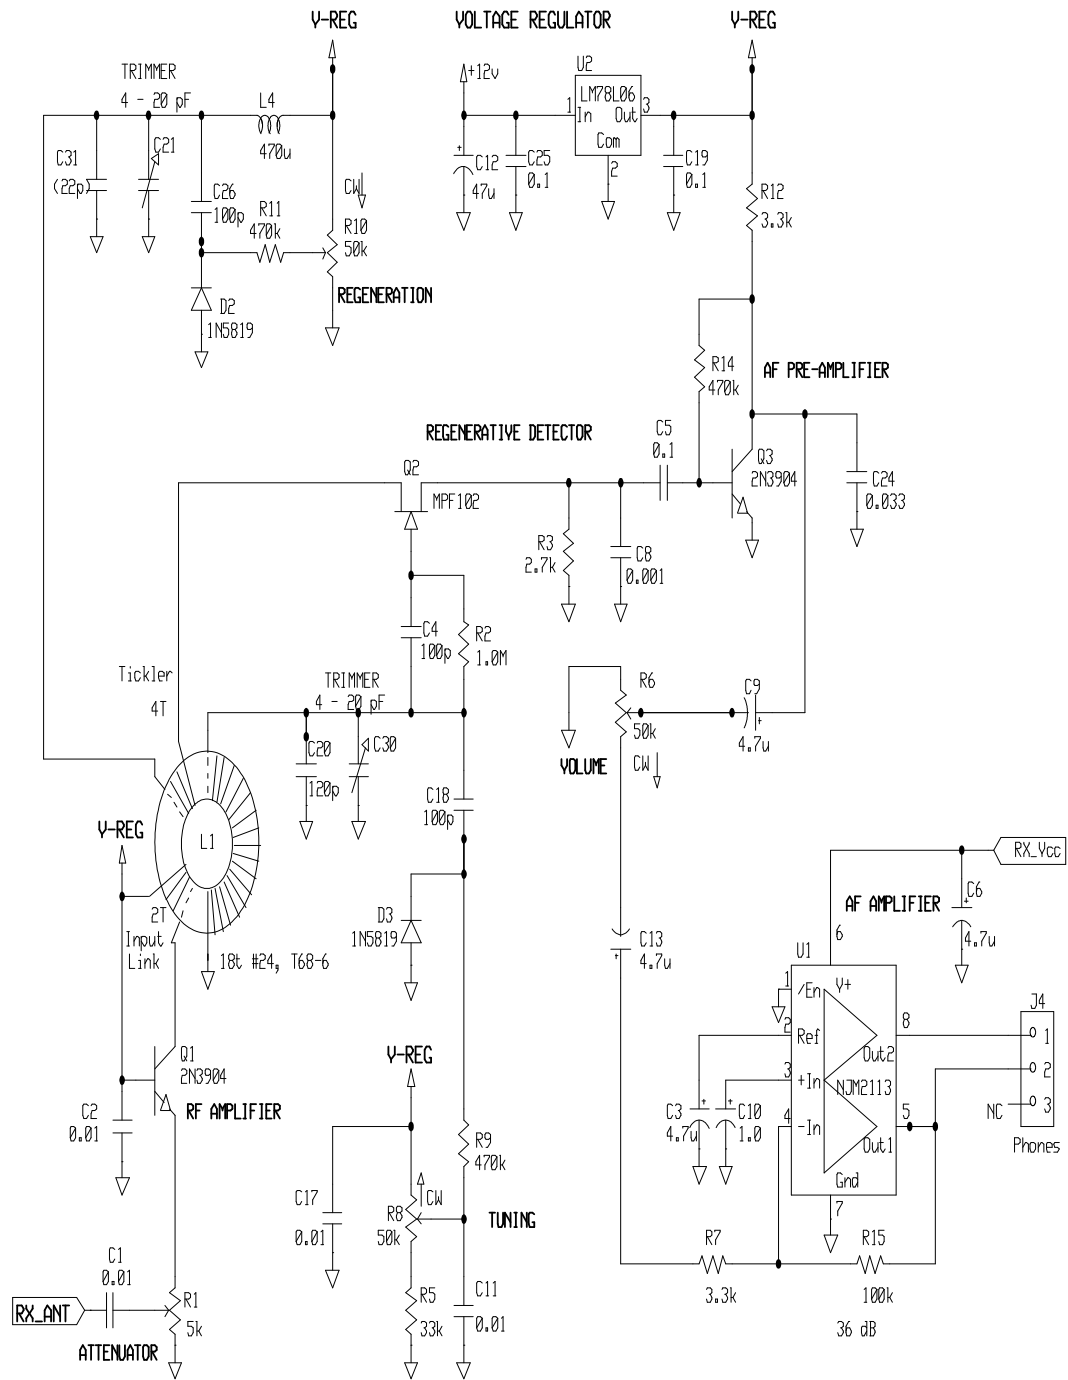 V-REG
VOLTAGE REGULATOR
V-REG
TRIMMER
4 - 20 pF
L4
470u
C31
(22p)
C21
C26
100p
R11
470k
CW
R10
50k
REGENERATION
D2
1N5819
+12v
U2
LM78L06
1
In
Out
3
Com
2
C12
47u
C25
0.1
C19
0.1
R12
3.3k
R14
470k
AF PRE-AMPLIFIER
REGENERATIVE DETECTOR
C5
0.1
Q3
2N3904
C24
0.033
Q2
MPF102
R3
2.7k
C8
0.001
C4
100p
R2
1.0M
Tickler
4T
TRIMMER
4 - 20 pF
C20
120p
C30
R6
50k
C9
4.7u
VOLUME
CW
C18
100p
V-REG
L1
2T
Input
Link
18t #24, T68-6
D3
1N5819
C13
4.7u
RX_Vcc
C6
4.7u
AF AMPLIFIER
6
U1
1
/En
V+
2
Ref
Out2
8
3
+In
NJM2113
4
-In
Out1
5
Gnd
7
J4
1
2
NC
3
Phones
C3
4.7u
C10
1.0
Q1
2N3904
RF AMPLIFIER
C2
0.01
V-REG
R9
470k
C17
0.01
R8
50k
CW
TUNING
R5
33k
C11
0.01
R7
3.3k
R15
100k
36 dB
C1
0.01
RX_ANT
R1
5k
ATTENUATOR